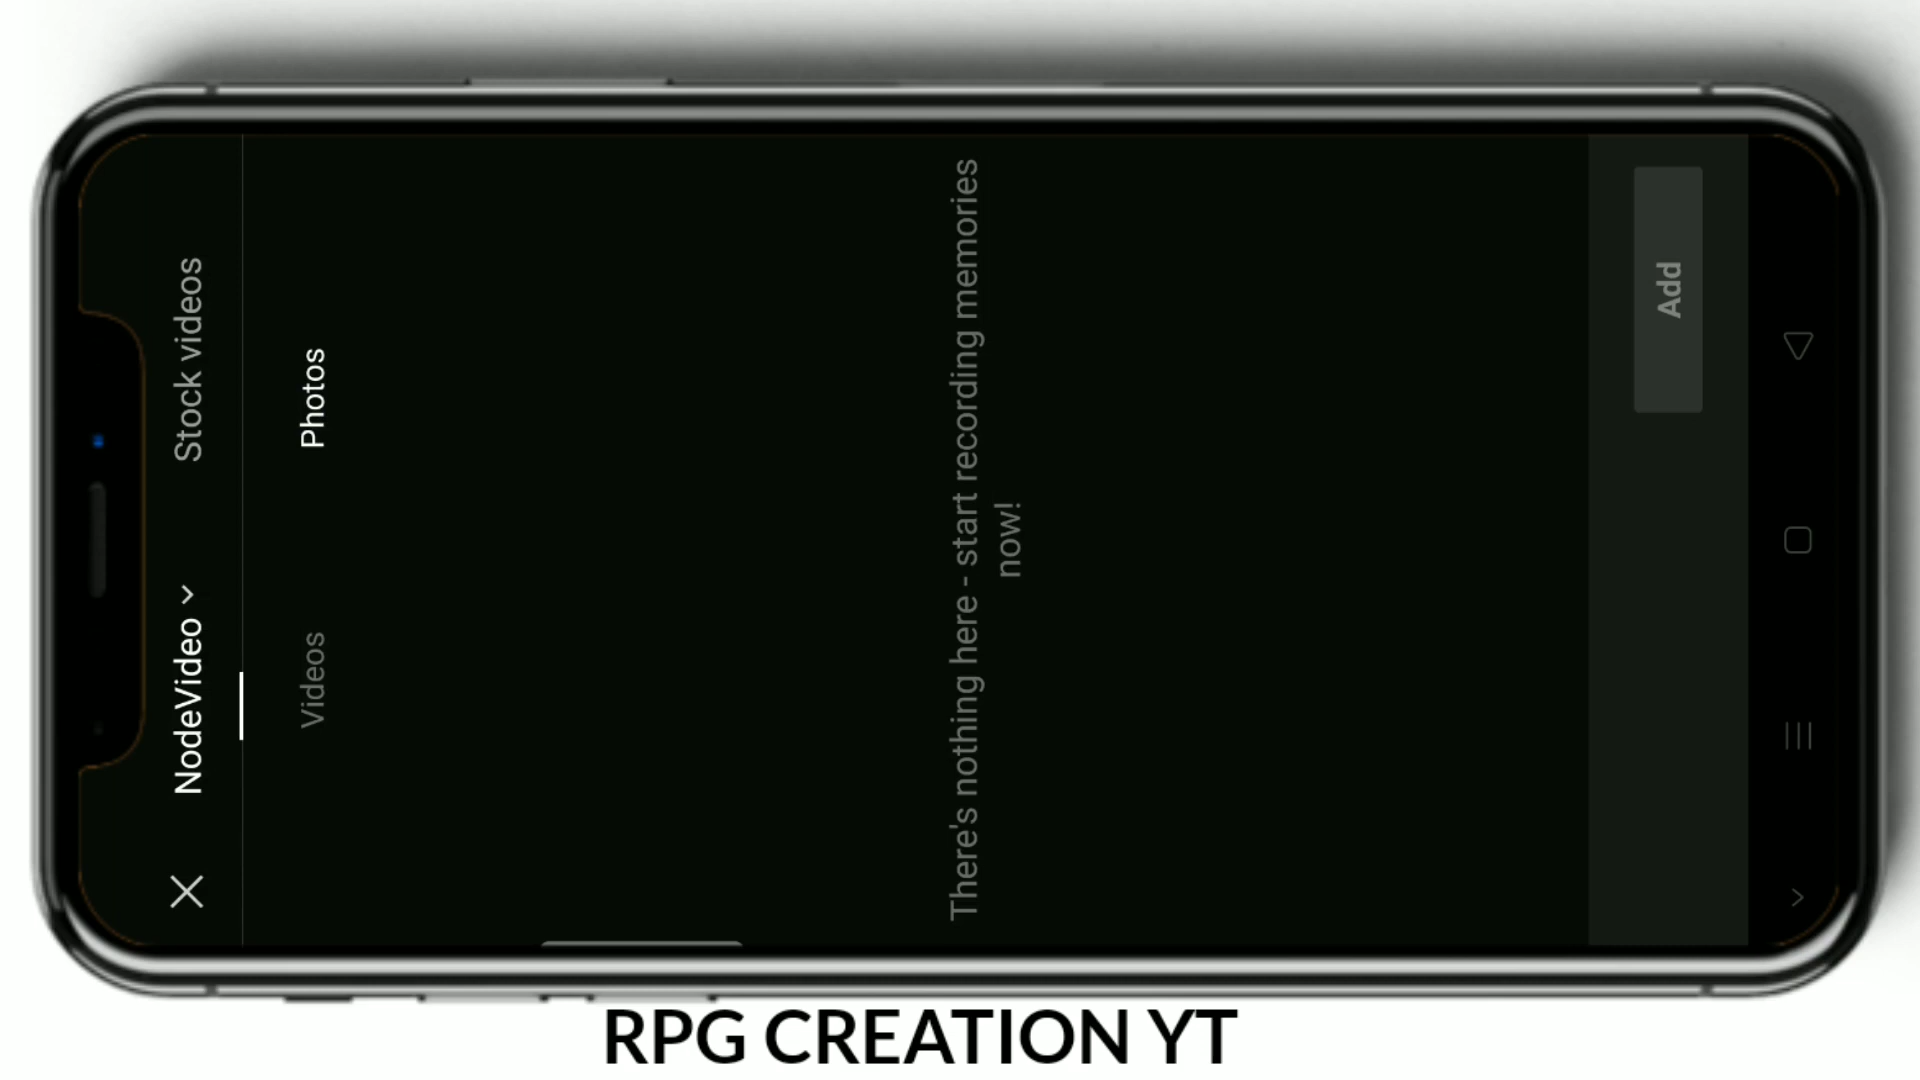 NodeVideo
Stock videos
Videos
Photos
There's nothing here - start recording memories
now!
Add
RPG CREATION YT